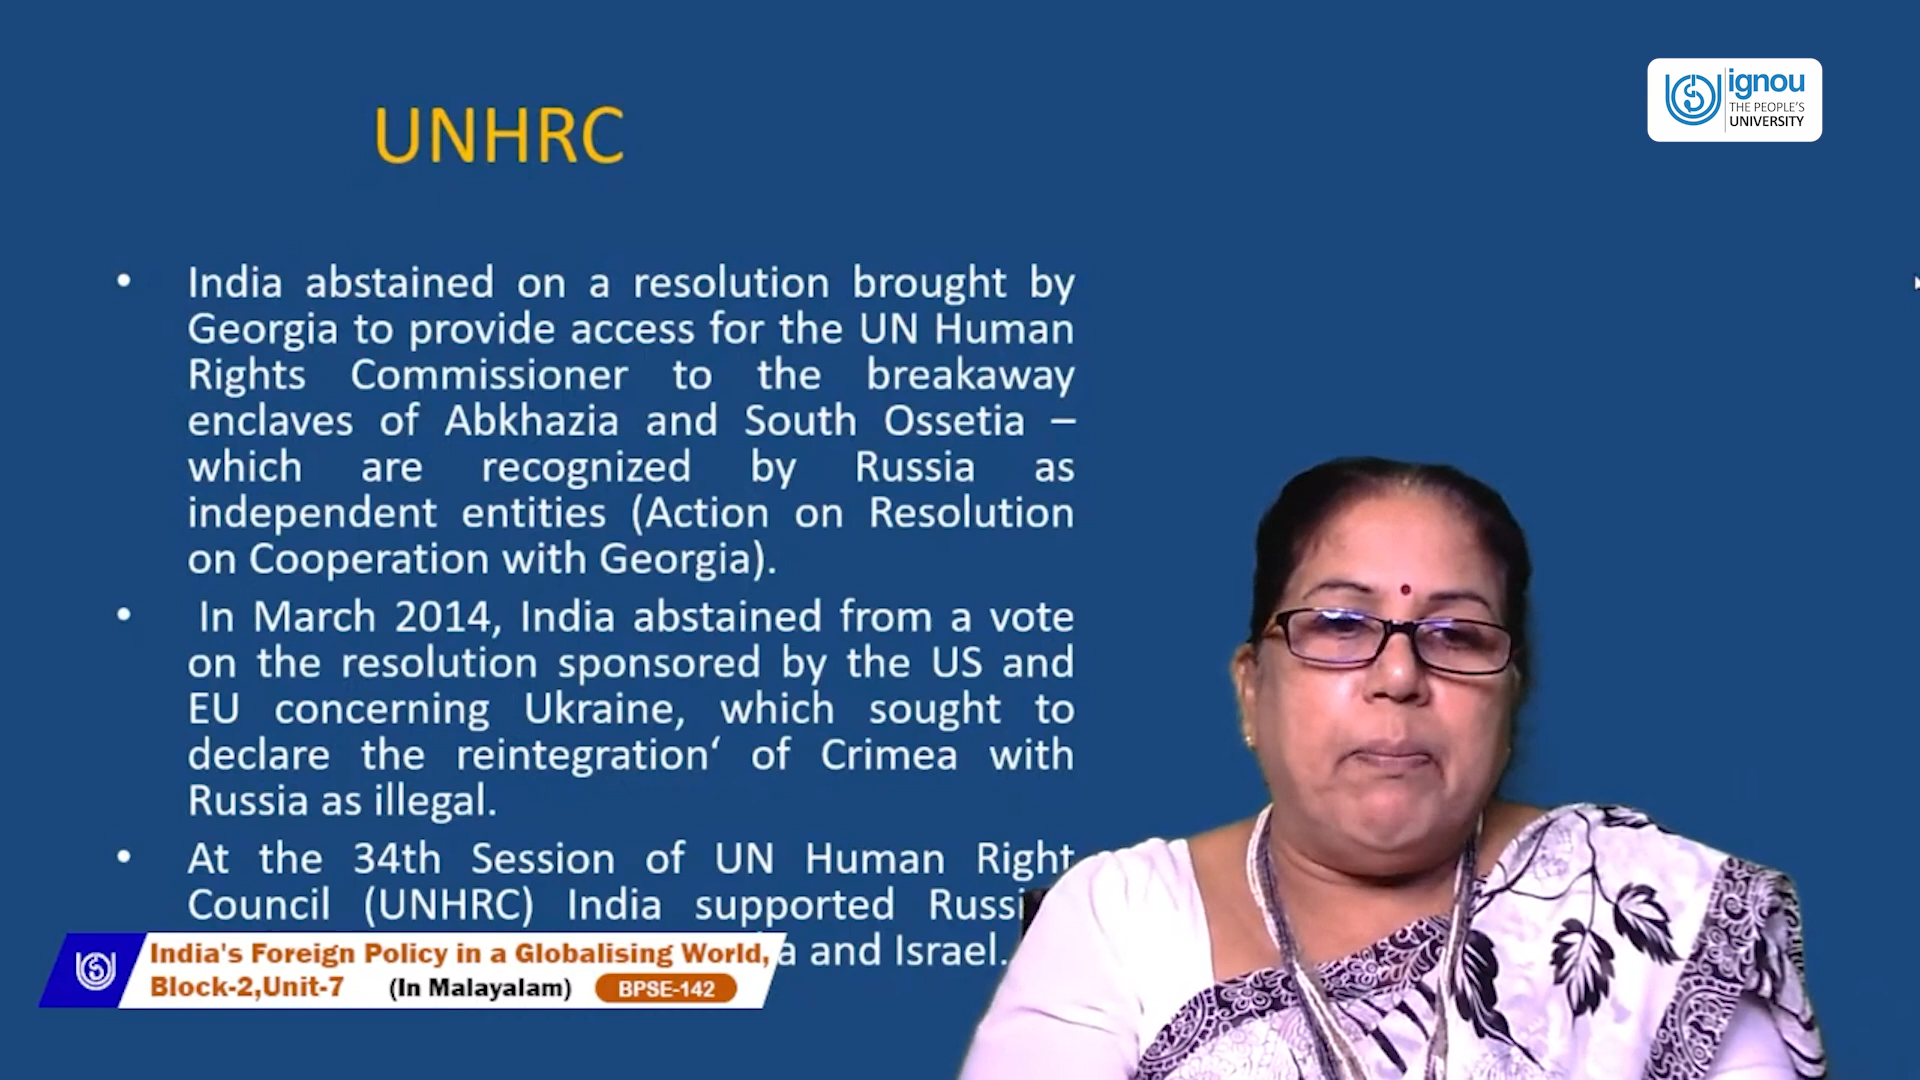 UNHRC
ignou
THE PEOPLE'S
UNIVERSITY
• India abstained on a resolution brought by
Georgia to provide access for the UN Human
Rights Commissioner to the breakaway
enclaves of Abkhazia and South Ossetia –
which are recognized by Russia as
independent entities (Action on Resolution
on Cooperation with Georgia).
• In March 2014, India abstained from a vote
on the resolution sponsored by the US and
EU concerning Ukraine, which sought to
declare the reintegration‘ of Crimea with
Russia as illegal.
• At the 34th Session of UN Human Right
Council (UNHRC) India supported
and Israel.
India's Foreign Policy in a Globalising World,
Block-2,Unit-7 (In Malayalam) BPSE-142